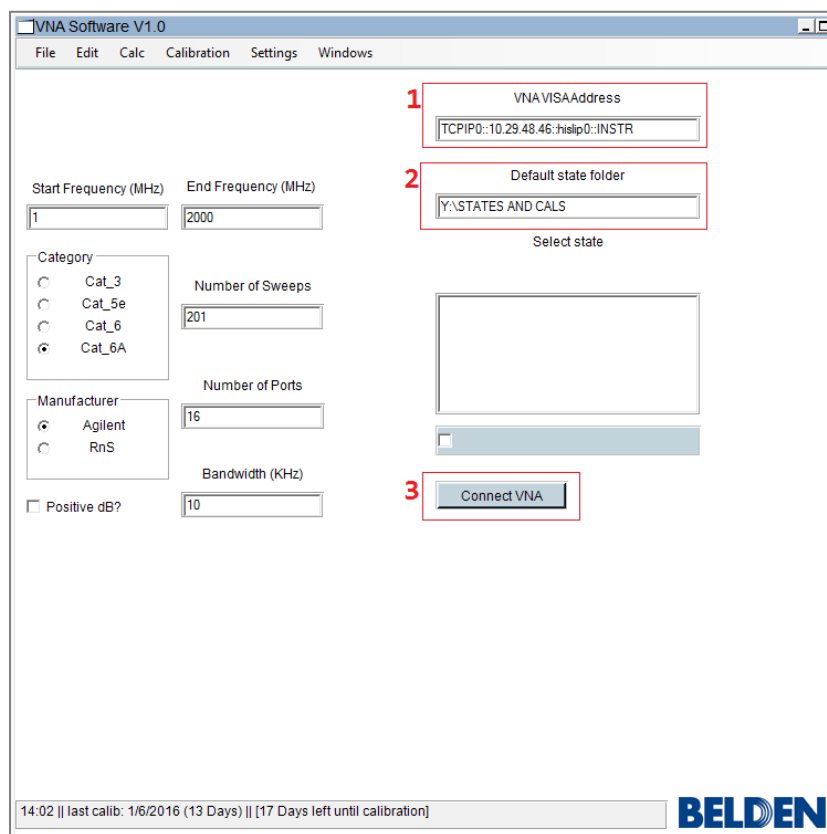 VNA Software V1.0
File Edit Calc Calibration Settings Windows
1
VNA VISA Address
TCPIP0::10.29.48.46::hislip0::INSTR
2
Default state folder
Y:\STATES AND CALS
Start Frequency (MHz) End Frequency (MHz)
1 2000
Select state
Category
Cat_3
Cat_5e
Cat_6
Cat_6A
Number of Sweeps
201
Manufacturer
Agilent
RnS
Number of Ports
16
Positive dB?
Bandwidth (KHz)
10
3
Connect VNA
14:02 || last calib: 1/6/2016 (13 Days) || [17 Days left until calibration]
BELDEN